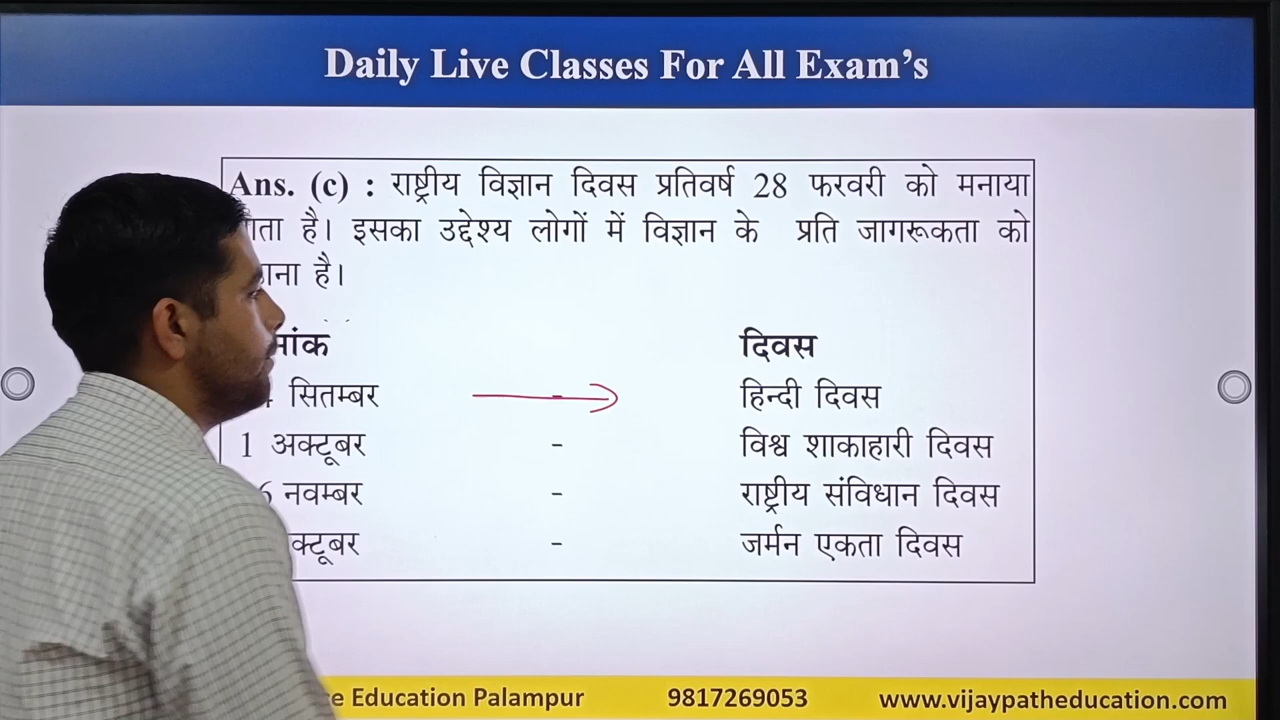 Daily Live Classes For All Exam’s
Ans. (c) : राष्ट्रीय विज्ञान दिवस प्रतिवर्ष 28 फरवरी को मनाया
है। इसका उद्देश्य लोगों में विज्ञान के प्रति जागरूकता को
है।
दिवस
सितम्बर - हिन्दी दिवस
1 अक्टूबर - विश्व शाकाहारी दिवस
नवम्बर - राष्ट्रीय संविधान दिवस
- जर्मन एकता दिवस
Education Palampur 9817269053 www.vijaypatheducation.com